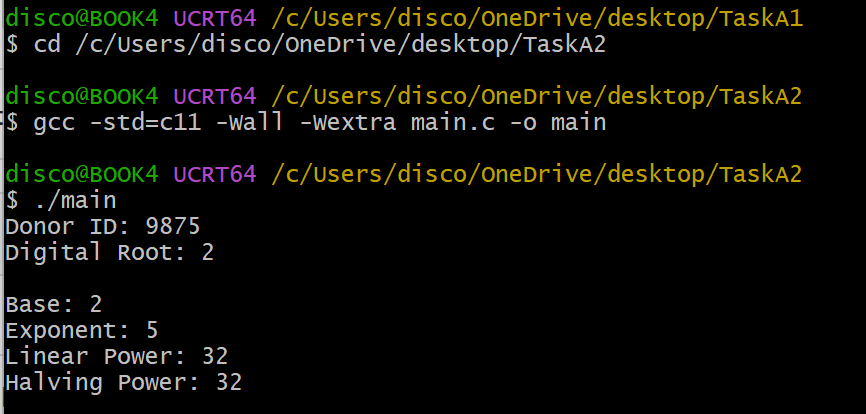 disco@BOOK4 UCRT64 /c/Users/disco/OneDrive/desktop/TaskA1
$ cd /c/Users/disco/OneDrive/desktop/TaskA2
disco@BOOK4 UCRT64 /c/Users/disco/OneDrive/desktop/TaskA2
$ gcc -std=c11 -Wall -Wextra main.c -o main
disco@BOOK4 UCRT64 /c/Users/disco/OneDrive/desktop/TaskA2
$ ./main
Donor ID: 9875
Digital Root: 2
Base: 2
Exponent: 5
Linear Power: 32
Halving Power: 32